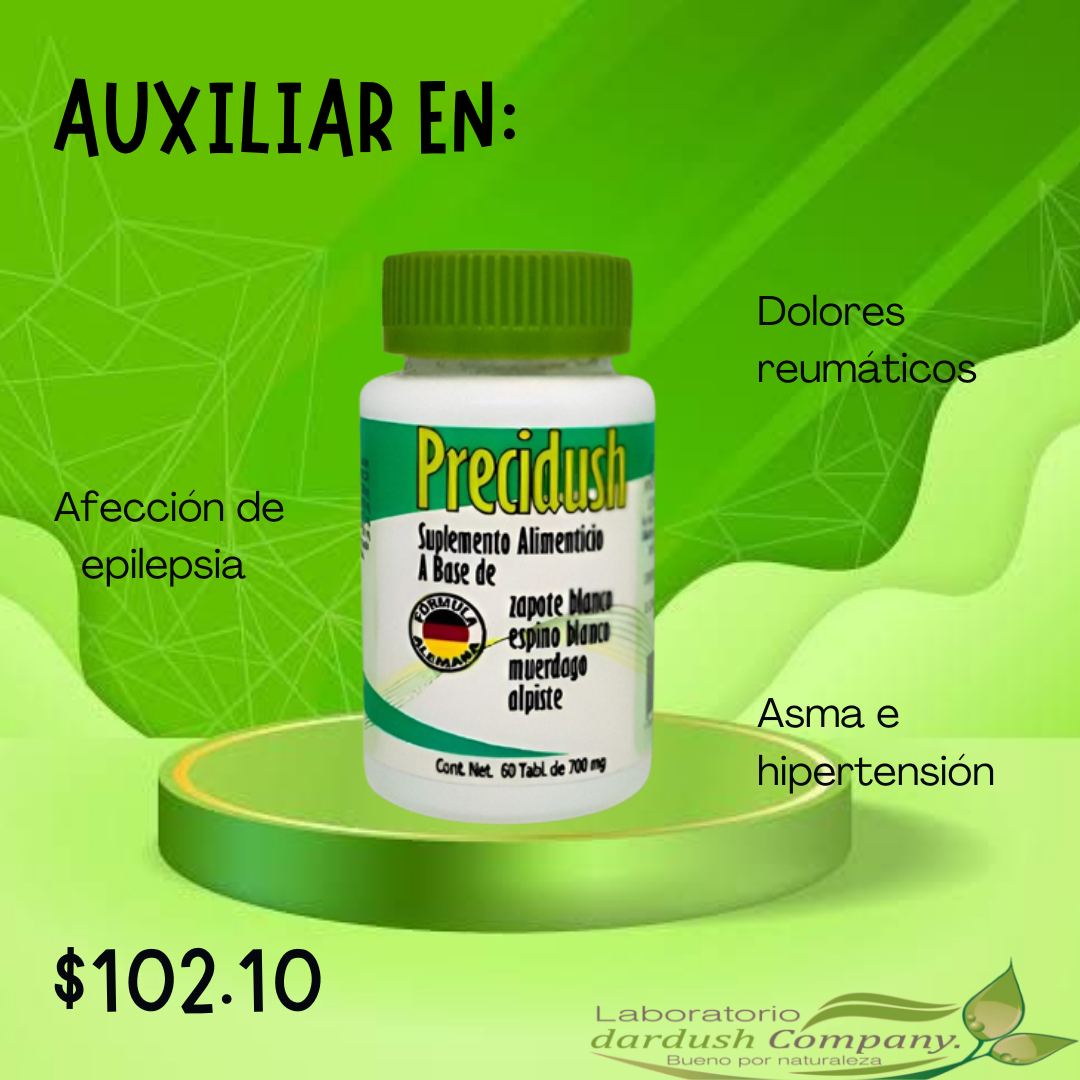 AUXILIAR EN:
Dolores
reumáticos
Afección de
epilepsia
Precidush
Suplemento Alimenticio
A Base de
FÓRMULA
ALEMANA
zapote blanco
espino blanco
muerdago
alpiste
Cont. Net. 60 Tabl. de 700 mg
Asma e
hipertensión
$102.10
Laboratorio
dardush Company.
Bueno por naturaleza